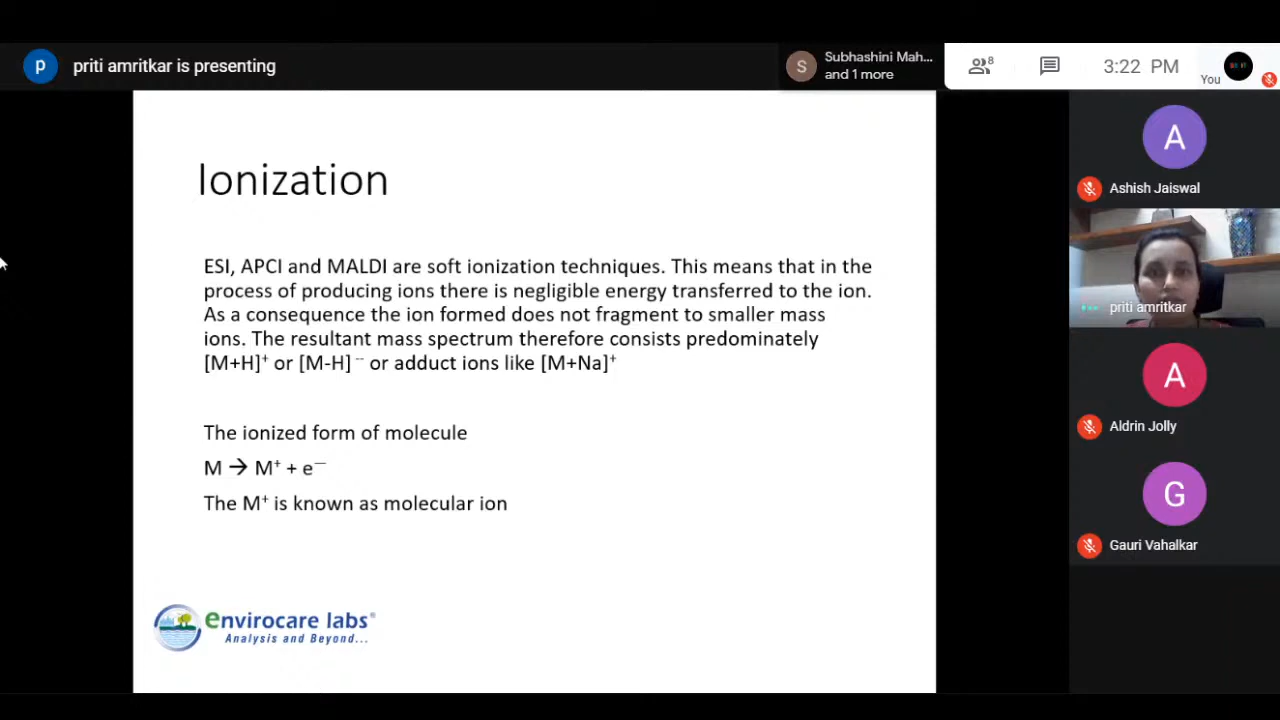 p priti amritkar is presenting
S Subhashini Mah...
and 1 more
8
3:22 PM
You
Ionization
ESI, APCI and MALDI are soft ionization techniques. This means that in the
process of producing ions there is negligible energy transferred to the ion.
As a consequence the ion formed does not fragment to smaller mass
ions. The resultant mass spectrum therefore consists predominately
[M+H]⁺ or [M-H] ⁻⁻ or adduct ions like [M+Na]⁺
The ionized form of molecule
M → M⁺ + e⁻
The M⁺ is known as molecular ion
envirocare labs®
Analysis and Beyond...
A
Ashish Jaiswal
priti amritkar
A
Aldrin Jolly
G
Gauri Vahalkar